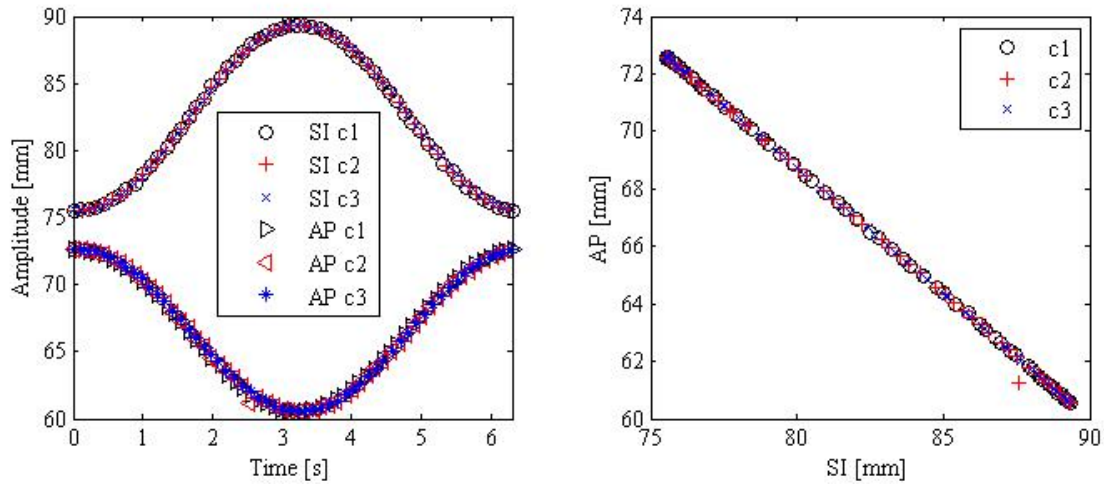 90
85
80
75
70
65
60
Amplitude [mm]
SI c1
SI c2
SI c3
AP c1
AP c2
AP c3
0 1 2 3 4 5 6
Time [s]
74
72
70
68
66
64
62
60
AP [mm]
c1
c2
c3
75 80 85 90
SI [mm]